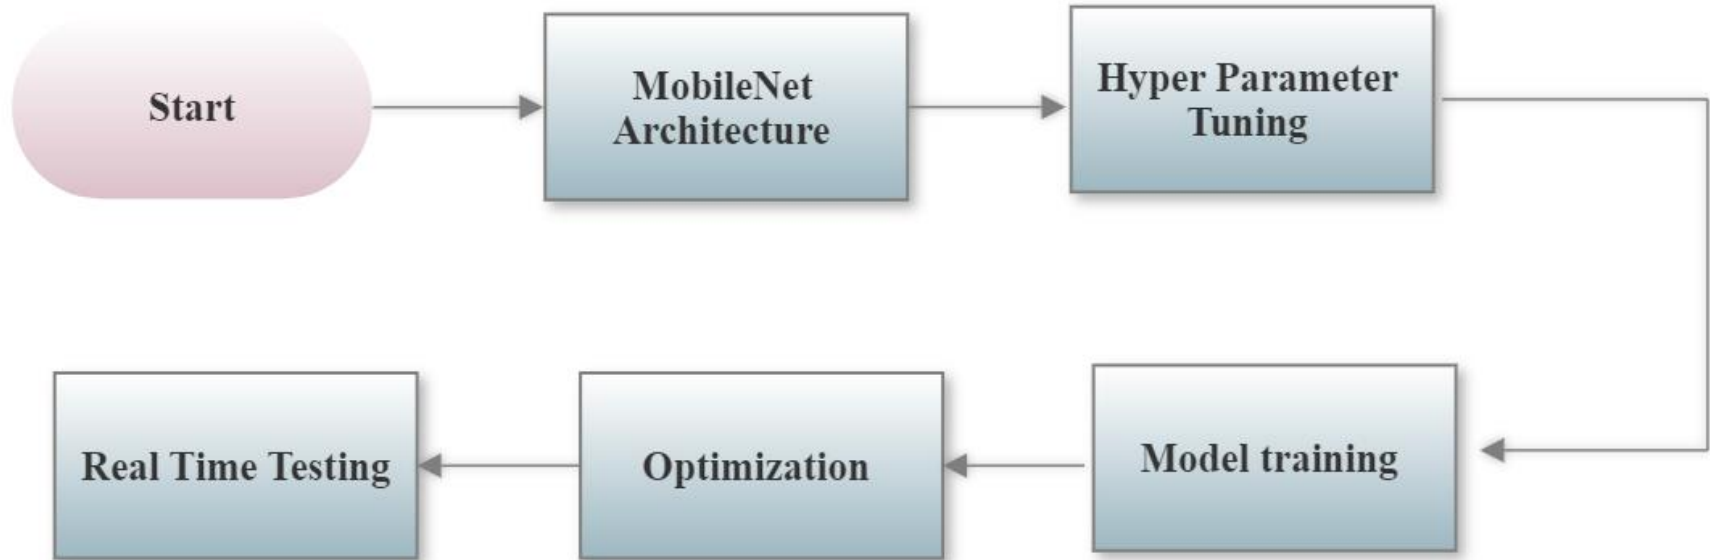 Start
MobileNet
Architecture
Hyper Parameter
Tuning
Model training
Optimization
Real Time Testing